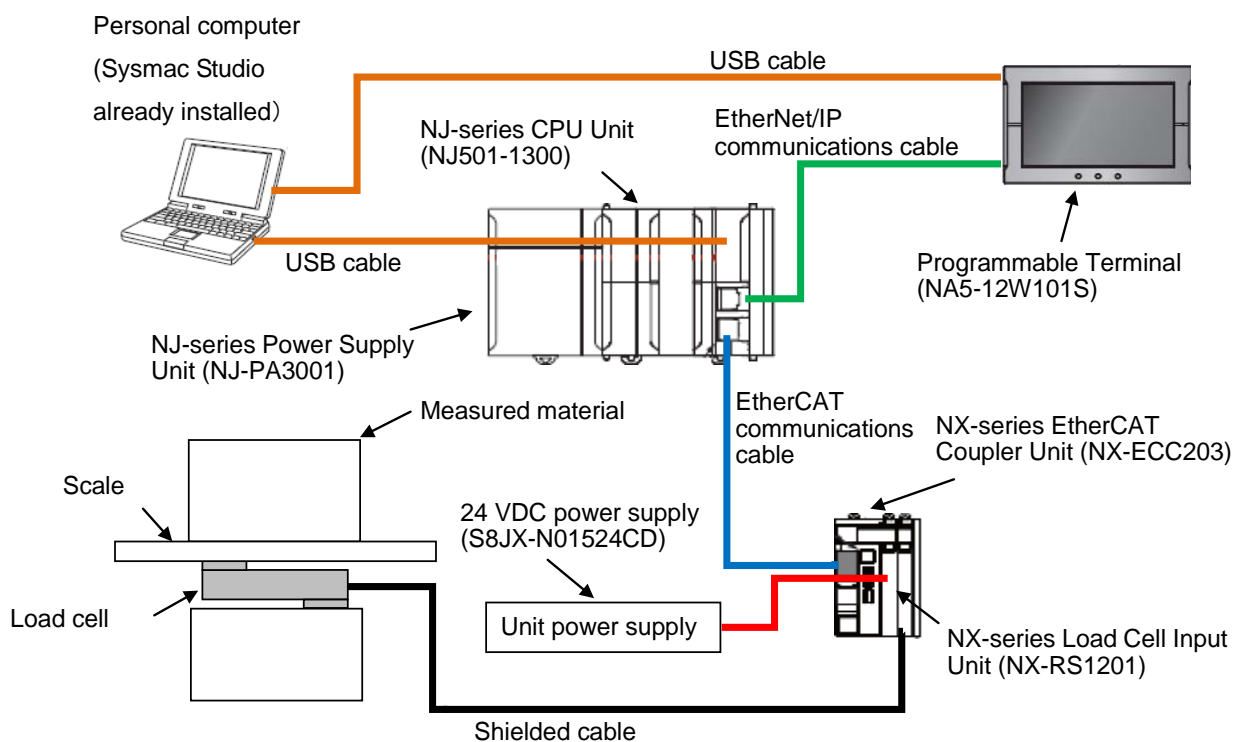 Personal computer
(Sysmac Studio
already installed）
USB cable
NJ-series CPU Unit
(NJ501-1300)
EtherNet/IP
communications cable
USB cable
Programmable Terminal
(NA5-12W101S)
NJ-series Power Supply
Unit (NJ-PA3001)
Measured material
EtherCAT
communications
cable
NX-series EtherCAT
Coupler Unit (NX-ECC203)
Scale
24 VDC power supply
(S8JX-N01524CD)
Load cell
Unit power supply
NX-series Load Cell Input
Unit (NX-RS1201)
Shielded cable